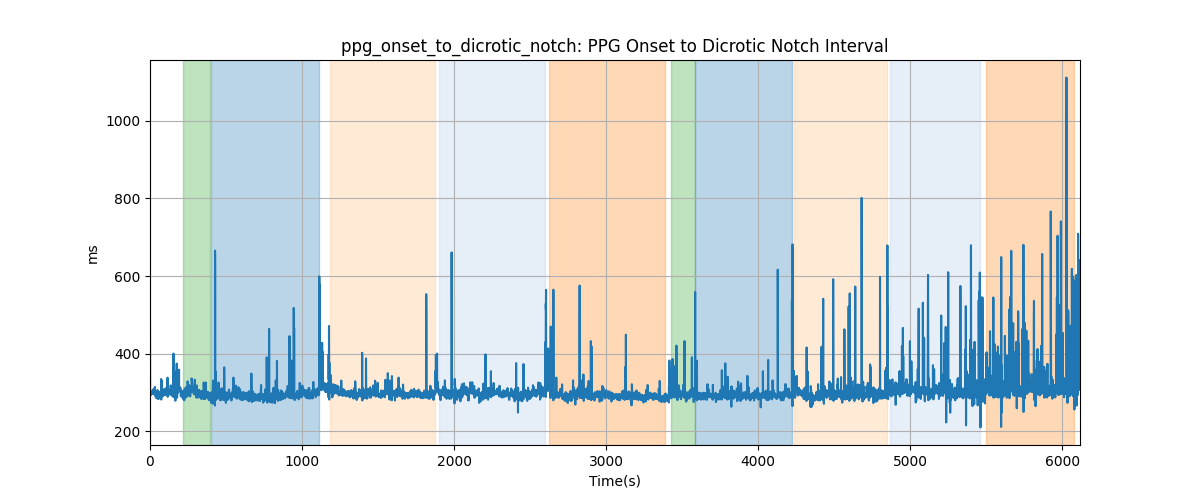 ppg_onset_to_dicrotic_notch: PPG Onset to Dicrotic Notch Interval
1000
800
600
400
200
ms
0 1000 2000 3000 4000 5000 6000
Time(s)